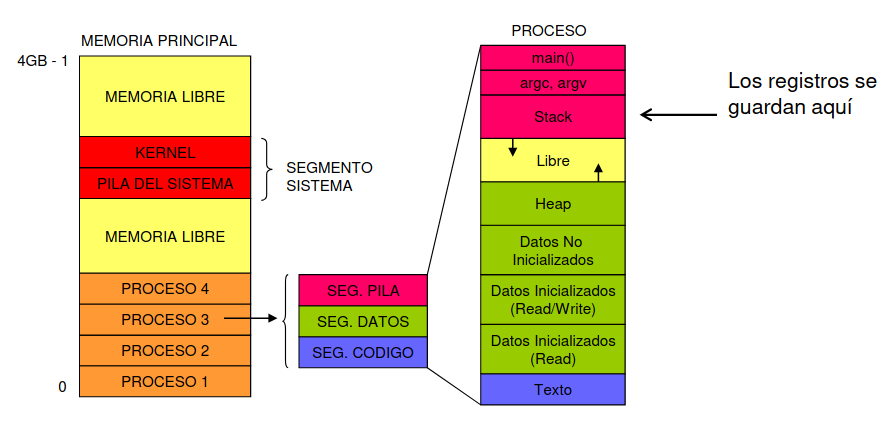 MEMORIA PRINCIPAL
4GB - 1
MEMORIA LIBRE
KERNEL
PILA DEL SISTEMA
SEGMENTO
SISTEMA
MEMORIA LIBRE
PROCESO 4
PROCESO 3
PROCESO 2
PROCESO 1
0
SEG. PILA
SEG. DATOS
SEG. CODIGO
PROCESO
main()
argc, argv
Stack
Libre
Heap
Datos No
Inicializados
Datos Inicializados
(Read/Write)
Datos Inicializados
(Read)
Texto
Los registros se
guardan aquí